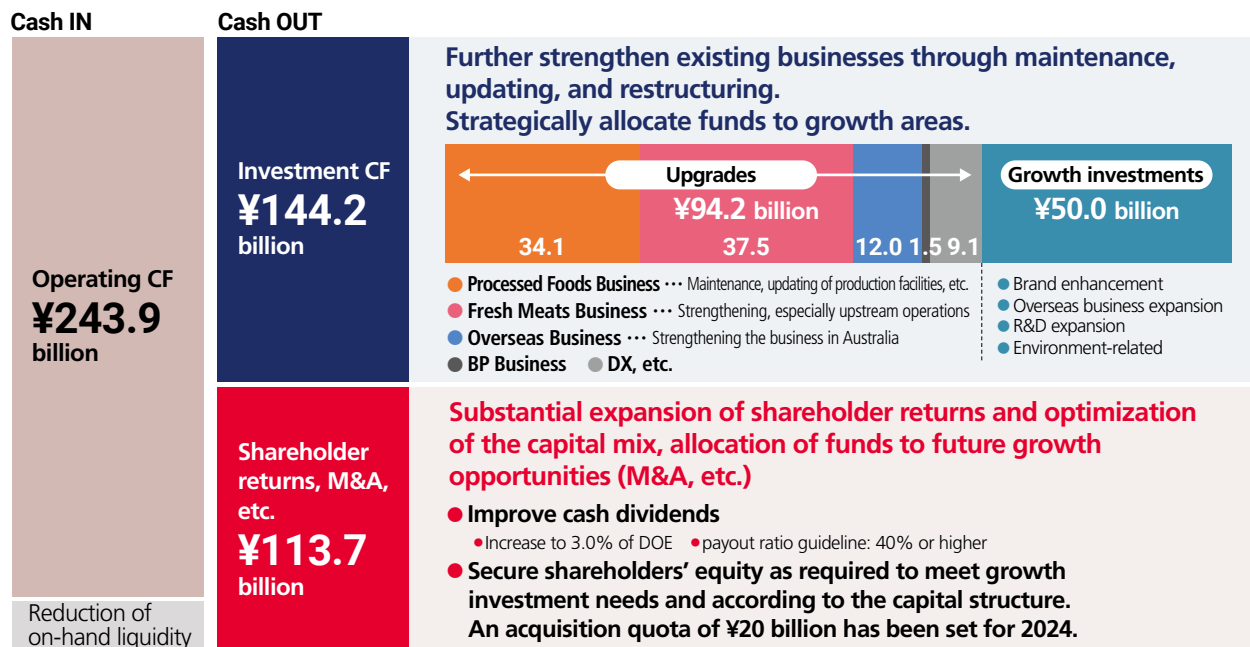 Cash IN
Cash OUT
Operating CF
¥243.9
billion
Reduction of
on-hand liquidity
Investment CF
¥144.2
billion
Further strengthen existing businesses through maintenance,
updating, and restructuring.
Strategically allocate funds to growth areas.
Upgrades
¥94.2 billion
34.1 37.5 12.0 1.5 9.1
Growth investments
¥50.0 billion
● Processed Foods Business ··· Maintenance, updating of production facilities, etc.
● Fresh Meats Business ··· Strengthening, especially upstream operations
● Overseas Business ··· Strengthening the business in Australia
● BP Business ● DX, etc.
● Brand enhancement
● Overseas business expansion
● R&D expansion
● Environment-related
Shareholder
returns, M&A,
etc.
¥113.7
billion
Substantial expansion of shareholder returns and optimization
of the capital mix, allocation of funds to future growth
opportunities (M&A, etc.)
● Improve cash dividends
● Increase to 3.0% of DOE ● payout ratio guideline: 40% or higher
● Secure shareholders’ equity as required to meet growth
investment needs and according to the capital structure.
An acquisition quota of ¥20 billion has been set for 2024.